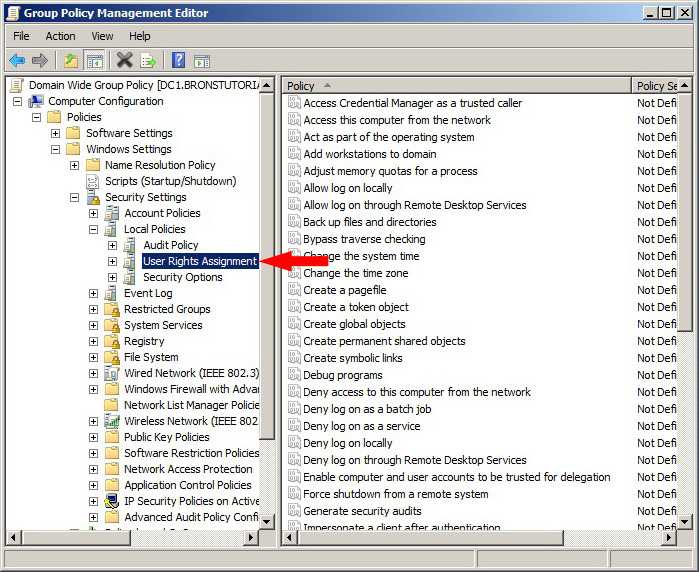 Group Policy Management Editor
File Action View Help
Domain Wide Group Policy [DC1.BRONSTUTORIA
Computer Configuration
Policies
Software Settings
Windows Settings
Name Resolution Policy
Scripts (Startup/Shutdown)
Security Settings
Account Policies
Local Policies
Audit Policy
User Rights Assignment
Security Options
Event Log
Restricted Groups
System Services
Registry
File System
Wired Network (IEEE 802.3)
Windows Firewall with Advan
Network List Manager Policie
Wireless Network (IEEE 802
Public Key Policies
Software Restriction Policies
Network Access Protection
Application Control Policies
IP Security Policies on Active
Advanced Audit Policy Confi
Policy Policy Se
Access Credential Manager as a trusted caller Not Defi
Access this computer from the network Not Defi
Act as part of the operating system Not Defi
Add workstations to domain Not Defi
Adjust memory quotas for a process Not Defi
Allow log on locally Not Defi
Allow log on through Remote Desktop Services Not Defi
Back up files and directories Not Defi
Bypass traverse checking Not Defi
Change the system time Not Defi
Change the time zone Not Defi
Create a pagefile Not Defi
Create a token object Not Defi
Create global objects Not Defi
Create permanent shared objects Not Defi
Create symbolic links Not Defi
Debug programs Not Defi
Deny access to this computer from the network Not Defi
Deny log on as a batch job Not Defi
Deny log on as a service Not Defi
Deny log on locally Not Defi
Deny log on through Remote Desktop Services Not Defi
Enable computer and user accounts to be trusted for delegation Not Defi
Force shutdown from a remote system Not Defi
Generate security audits Not Defi
Impersonate a client after authentication Not Defi